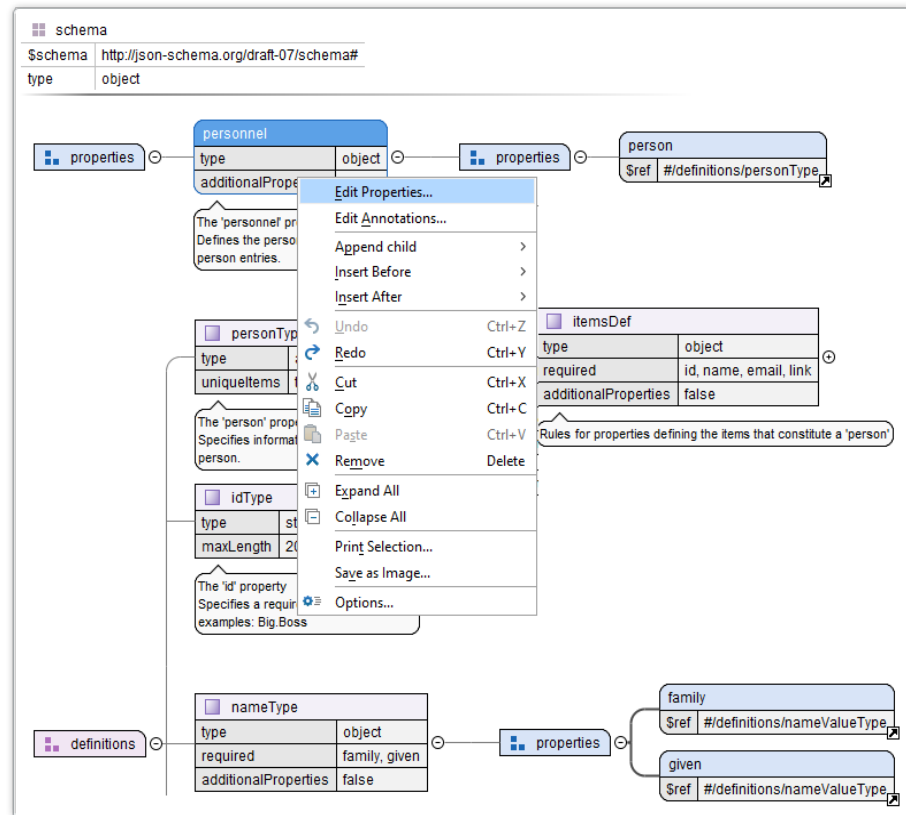 schema
$schema http://json-schema.org/draft-07/schema#
type object
personnel
properties
type object
additionalPrope
properties
person
$ref #/definitions/personType
The 'personnel' pr
Defines the perso
person entries.
Edit Properties...
Edit Annotations...
Append child
Insert Before
Insert After
Undo Ctrl+Z
Redo Ctrl+Y
Cut Ctrl+X
Copy Ctrl+C
Paste Ctrl+V
Remove Delete
Expand All
Collapse All
Print Selection...
Save as Image...
Options...
personTyp
type
uniqueItems
The 'person' prope
Specifies informat
person.
itemsDef
type object
required id, name, email, link
additionalProperties false
Rules for properties defining the items that constitute a 'person'
idType
type st
maxLength 20
The 'id' property
Specifies a requir
examples: Big.Boss
definitions
nameType
type object
required family, given
additionalProperties false
properties
family
$ref #/definitions/nameValueType
given
$ref #/definitions/nameValueType